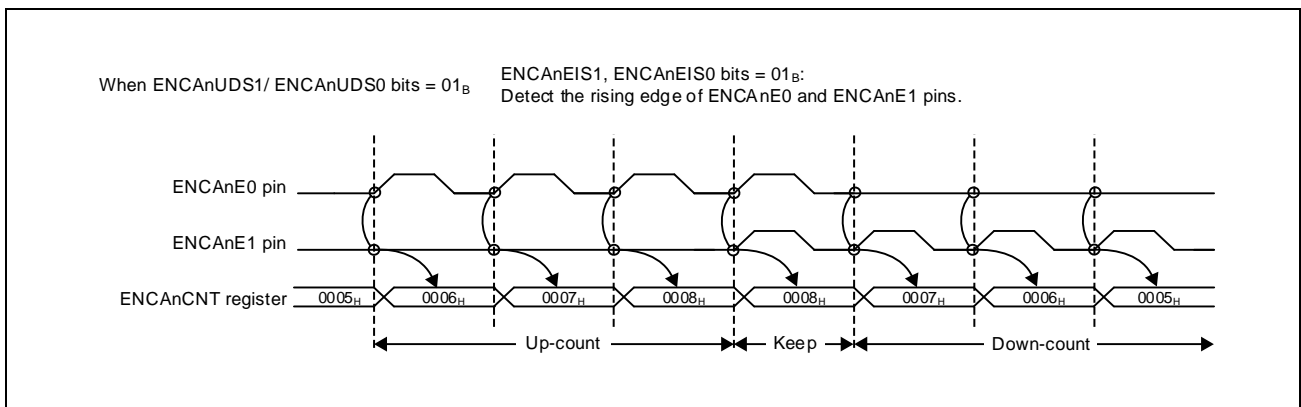 When ENCAnUDS1/ ENCAnUDS0 bits = 01B
ENCAnEIS1, ENCAnEIS0 bits = 01B:
Detect the rising edge of ENCAnE0 and ENCAnE1 pins.
ENCAnE0 pin
ENCAnE1 pin
ENCAnCNT register
0005H 0006H 0007H 0008H 0008H 0007H 0006H 0005H
Up-count Keep Down-count